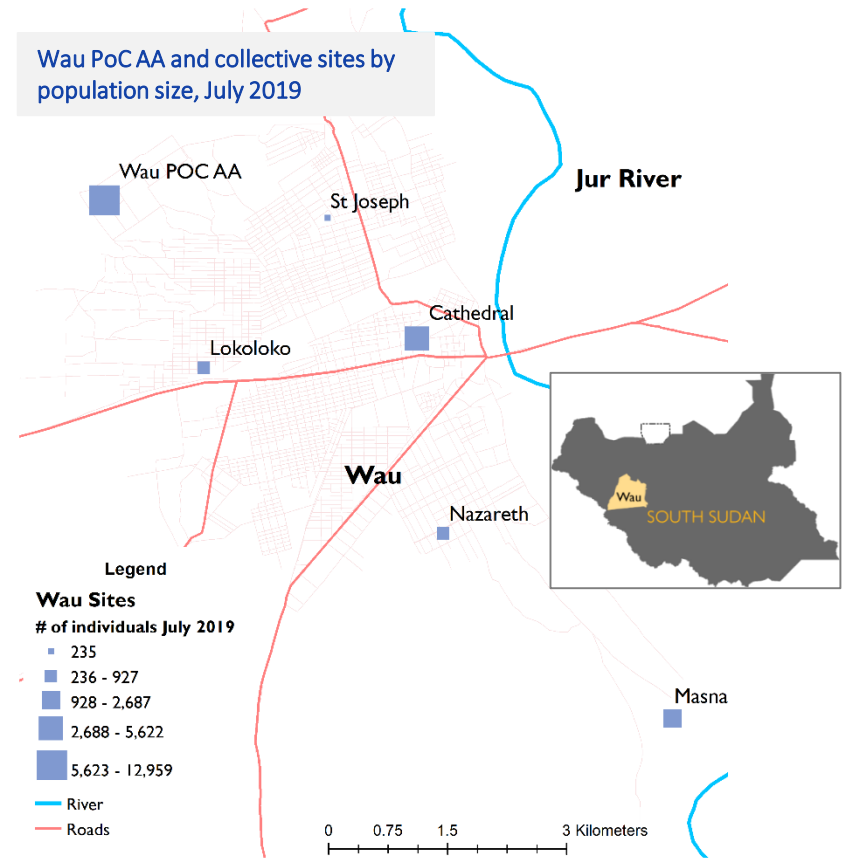 Wau PoC AA and collective sites by
population size, July 2019
Wau POC AA
St Joseph
Jur River
Cathedral
Lokoloko
Wau
Nazareth
Wau
SOUTH SUDAN
Masna
Legend
Wau Sites
# of individuals July 2019
235
236 - 927
928 - 2,687
2,688 - 5,622
5,623 - 12,959
River
Roads
0 0.75 1.5 3 Kilometers